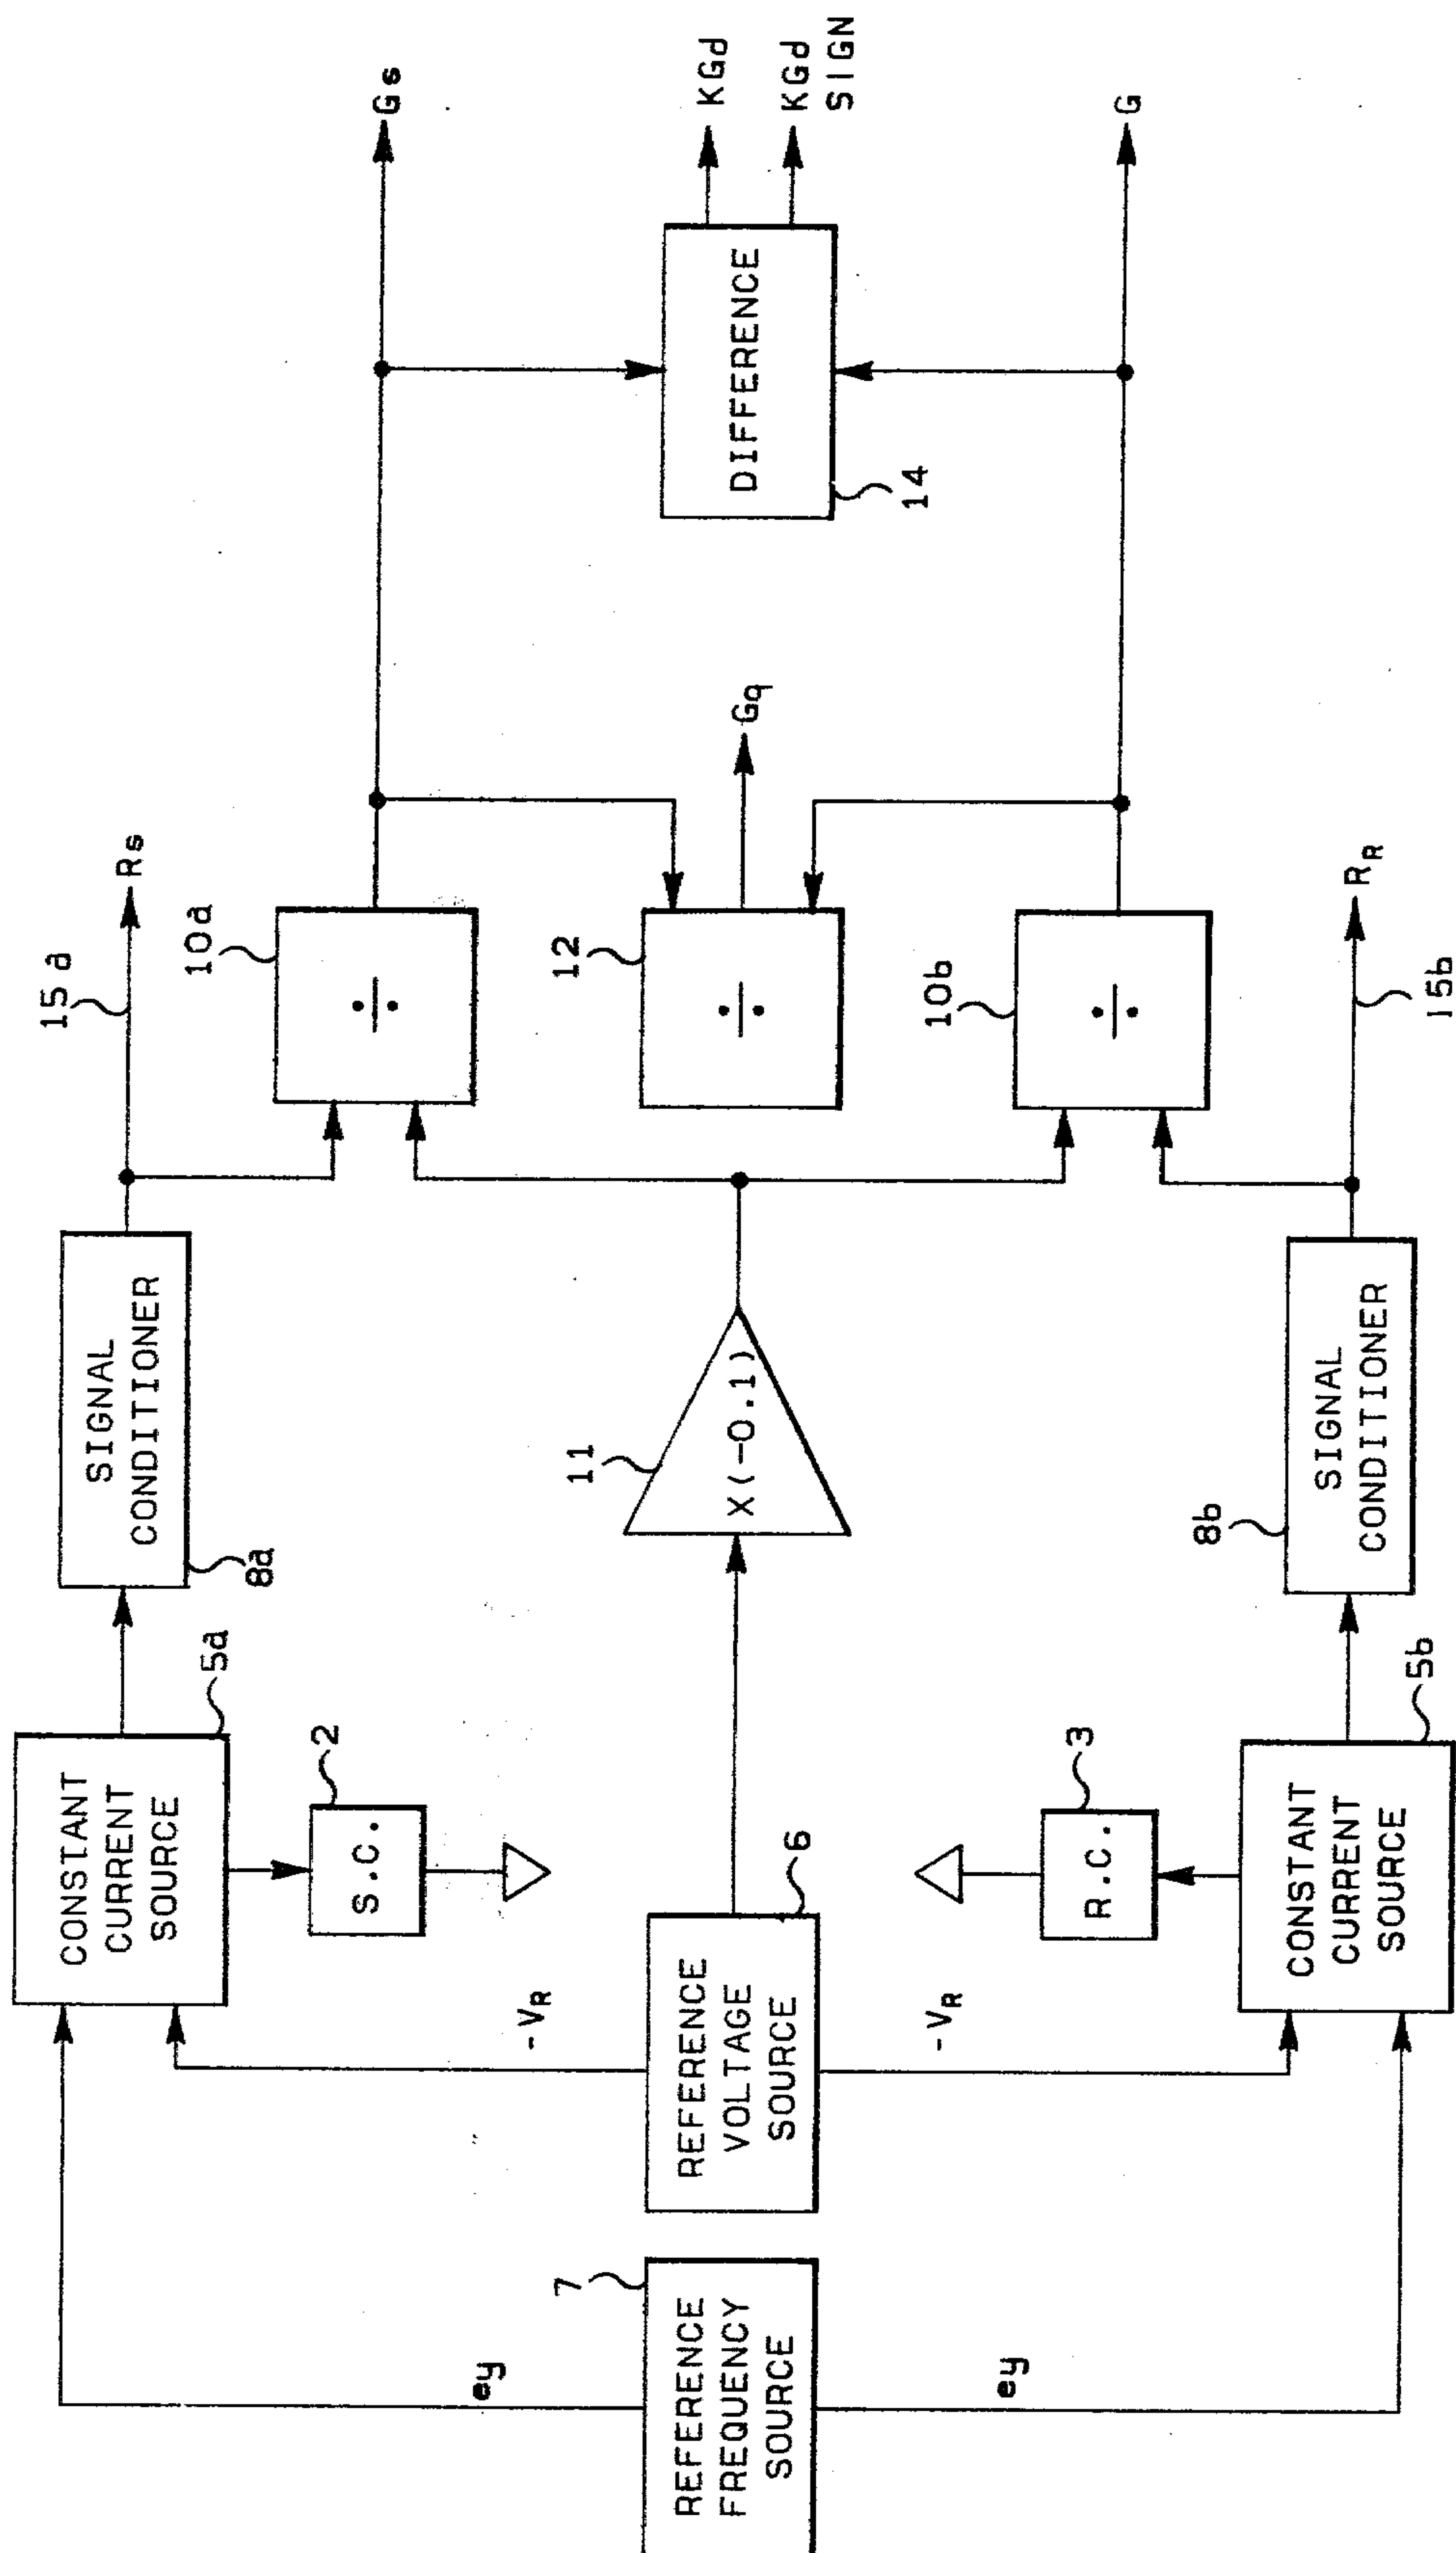 REFERENCE
FREQUENCY
SOURCE
7
ey
ey
REFERENCE
VOLTAGE
SOURCE
6
-VR
-VR
CONSTANT
CURRENT
SOURCE
5a
S.C.
2
R.C.
3
CONSTANT
CURRENT
SOURCE
5b
SIGNAL
CONDITIONER
8a
11
X(-0.1)
SIGNAL
CONDITIONER
8b
15a
Rs
10a
÷
12
÷
Gq
10b
÷
RR
15b
DIFFERENCE
14
Gs
KGd
KGd
SIGN
G